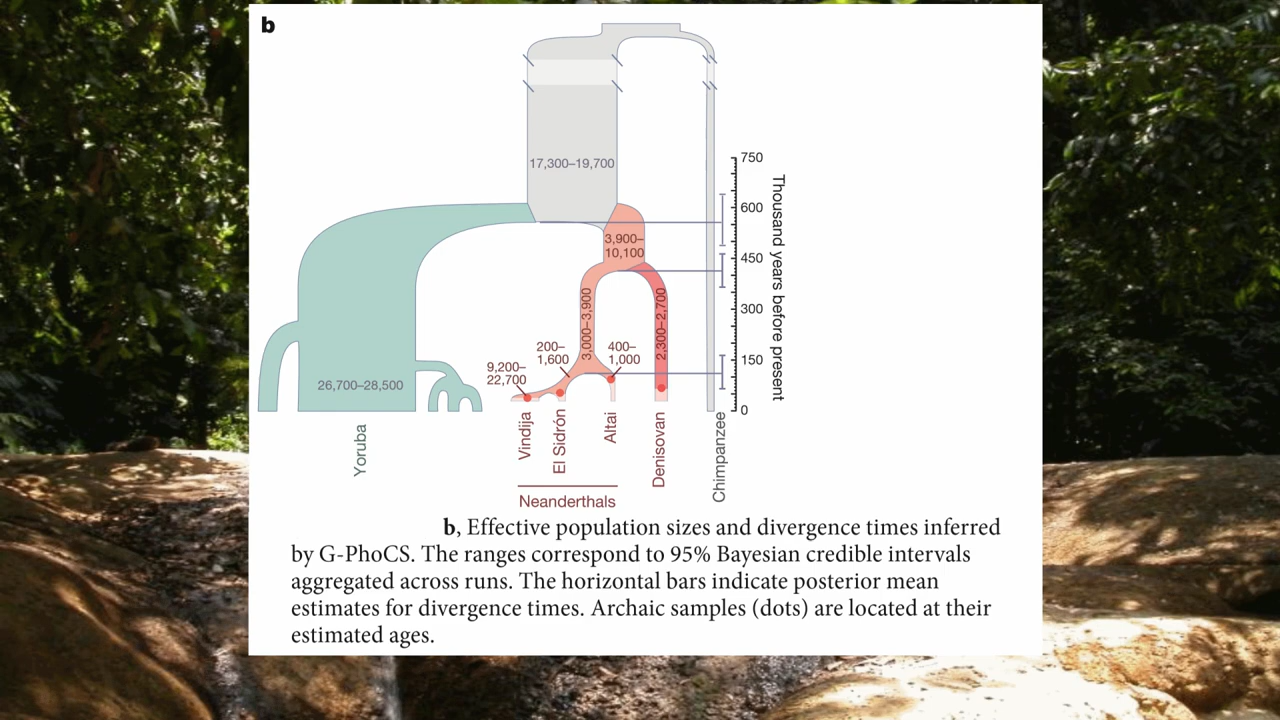 b
17,300–19,700
750
600
450
300
150
0
Thousand years before present
3,900–
10,100
3,000–3,900
2,300–2,700
200–
1,600
400–
1,000
9,200–
22,700
26,700–28,500
Yoruba
Vindija
El Sidrón
Altai
Denisovan
Chimpanzee
Neanderthals
b, Effective population sizes and divergence times inferred
by G-PhoCS. The ranges correspond to 95% Bayesian credible intervals
aggregated across runs. The horizontal bars indicate posterior mean
estimates for divergence times. Archaic samples (dots) are located at their
estimated ages.